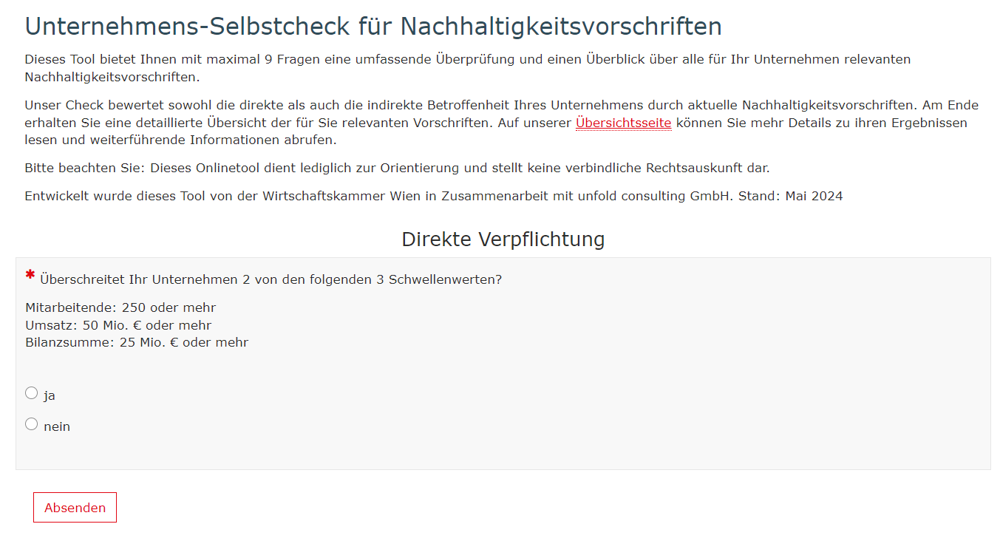 Unternehmens-Selbstcheck für Nachhaltigkeitsvorschriften
Dieses Tool bietet Ihnen mit maximal 9 Fragen eine umfassende Überprüfung und einen Überblick über alle für Ihr Unternehmen relevanten
Nachhaltigkeitsvorschriften.
Unser Check bewertet sowohl die direkte als auch die indirekte Betroffenheit Ihres Unternehmens durch aktuelle Nachhaltigkeitsvorschriften. Am Ende
erhalten Sie eine detaillierte Übersicht der für Sie relevanten Vorschriften. Auf unserer Übersichtsseite können Sie mehr Details zu ihren Ergebnissen
lesen und weiterführende Informationen abrufen.
Bitte beachten Sie: Dieses Onlinetool dient lediglich zur Orientierung und stellt keine verbindliche Rechtsauskunft dar.
Entwickelt wurde dieses Tool von der Wirtschaftskammer Wien in Zusammenarbeit mit unfold consulting GmbH. Stand: Mai 2024
Direkte Verpflichtung
* Überschreitet Ihr Unternehmen 2 von den folgenden 3 Schwellenwerten?
Mitarbeitende: 250 oder mehr
Umsatz: 50 Mio. € oder mehr
Bilanzsumme: 25 Mio. € oder mehr
ja
nein
Absenden